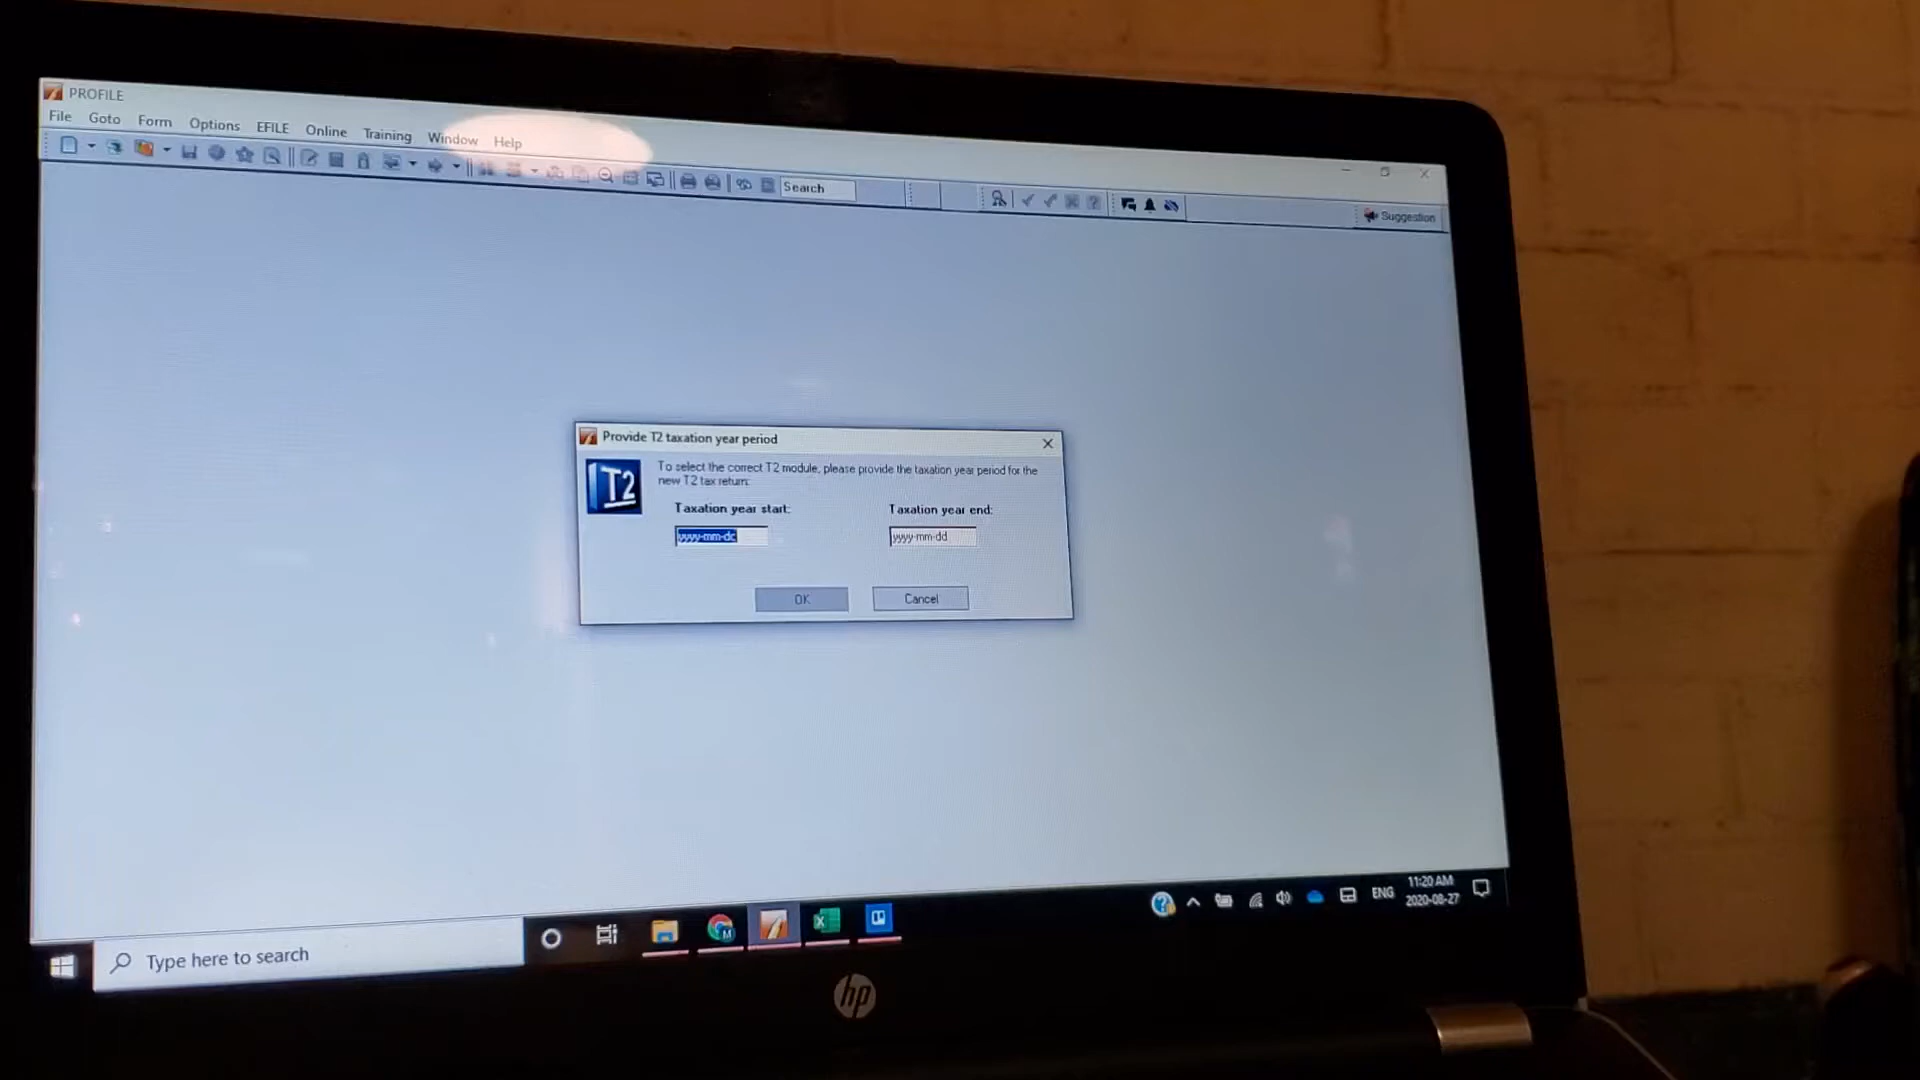 PROFILE
File Goto Form Options EFILE Online Training Window Help
Search
Suggestion
Provide T2 taxation year period
T2
To select the correct T2 module, please provide the taxation year period for the
new T2 tax return:
Taxation year start: Taxation year end:
yyyy-mm-dd yyyy-mm-dd
OK Cancel
Type here to search
ENG
11:20 AM
2020-08-27
hp